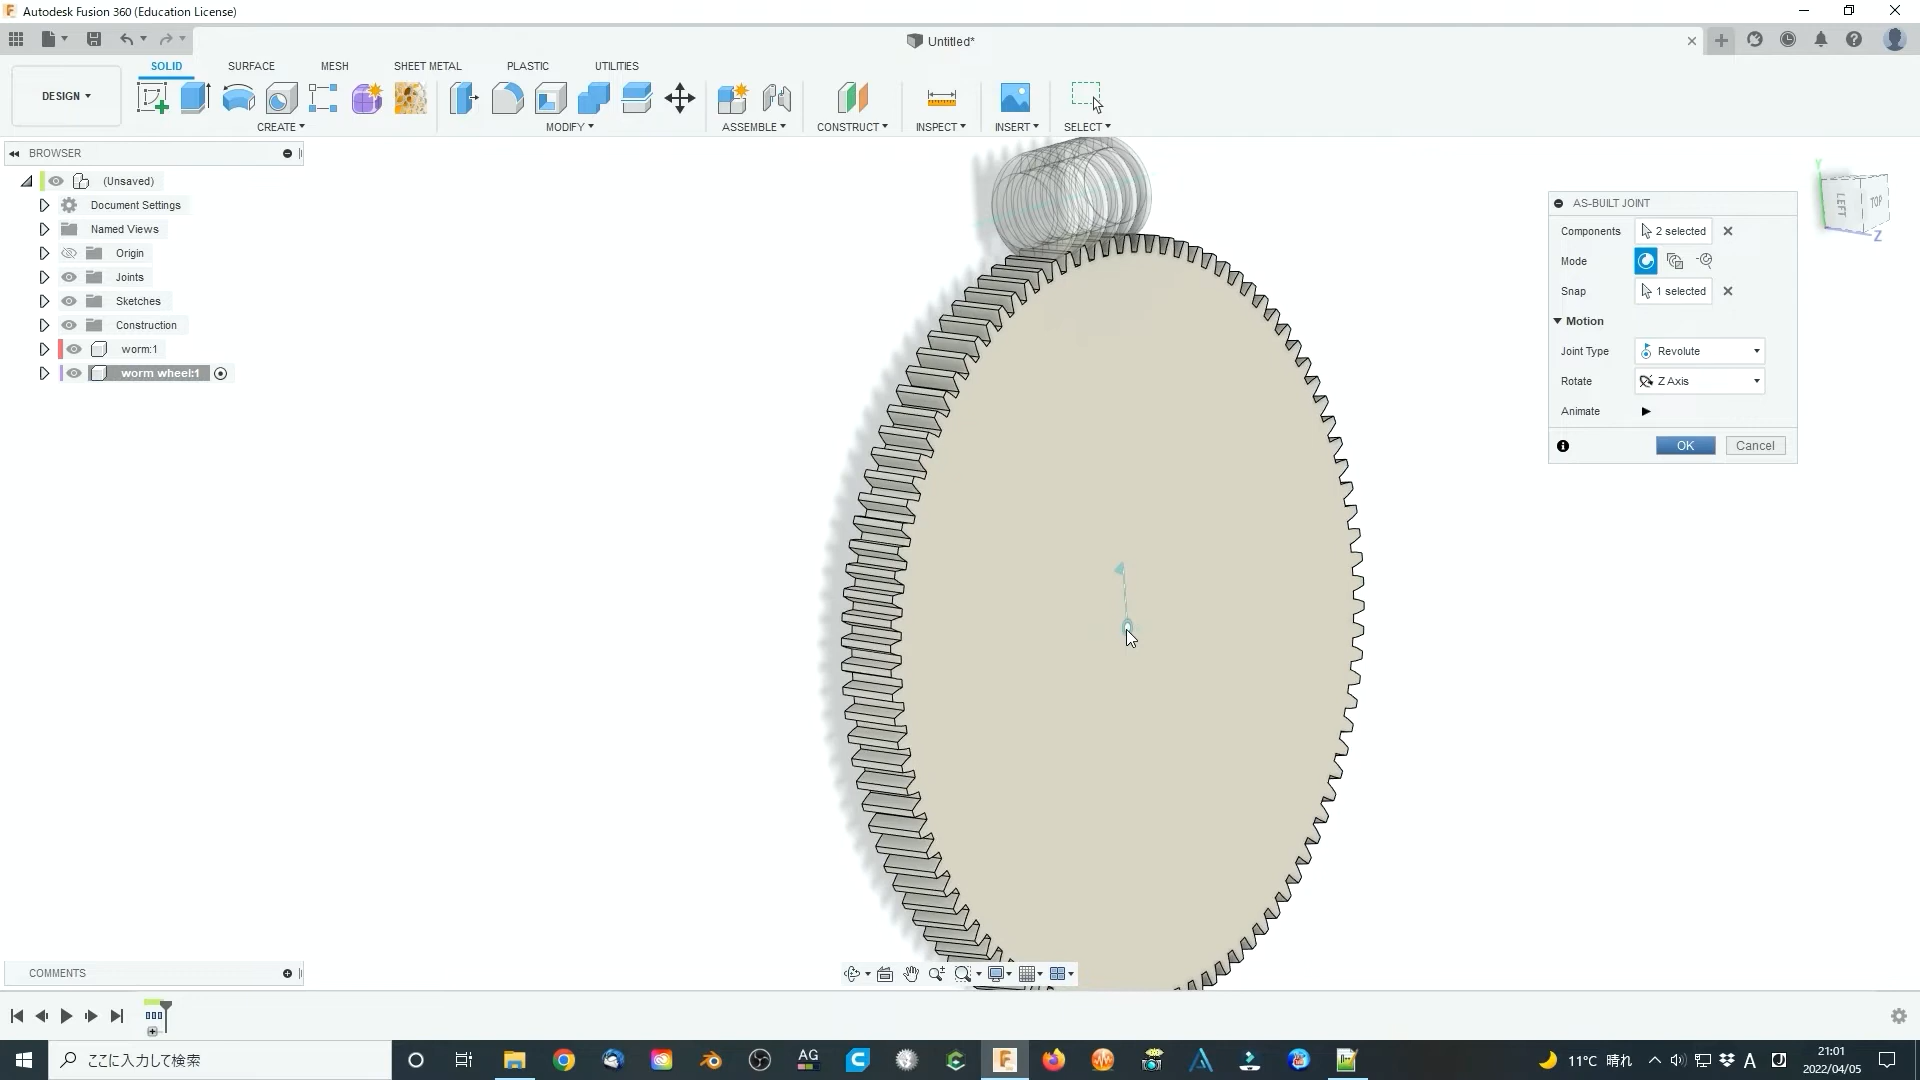 Autodesk Fusion 360 (Education License)
Untitled*
DESIGN
SOLID
SURFACE
MESH
SHEET METAL
PLASTIC
UTILITIES
CREATE
MODIFY
ASSEMBLE
CONSTRUCT
INSPECT
INSERT
SELECT
BROWSER
(Unsaved)
Document Settings
Named Views
Origin
Joints
Sketches
Construction
worm:1
worm wheel:1
Y
LEFT
TOP
Z
AS-BUILT JOINT
Components
2 selected
Mode
Snap
1 selected
Motion
Joint Type
Revolute
Rotate
Z Axis
Animate
OK
Cancel
COMMENTS
ここに入力して検索
AG
11°C 晴れ
A
21:01
2022/04/05